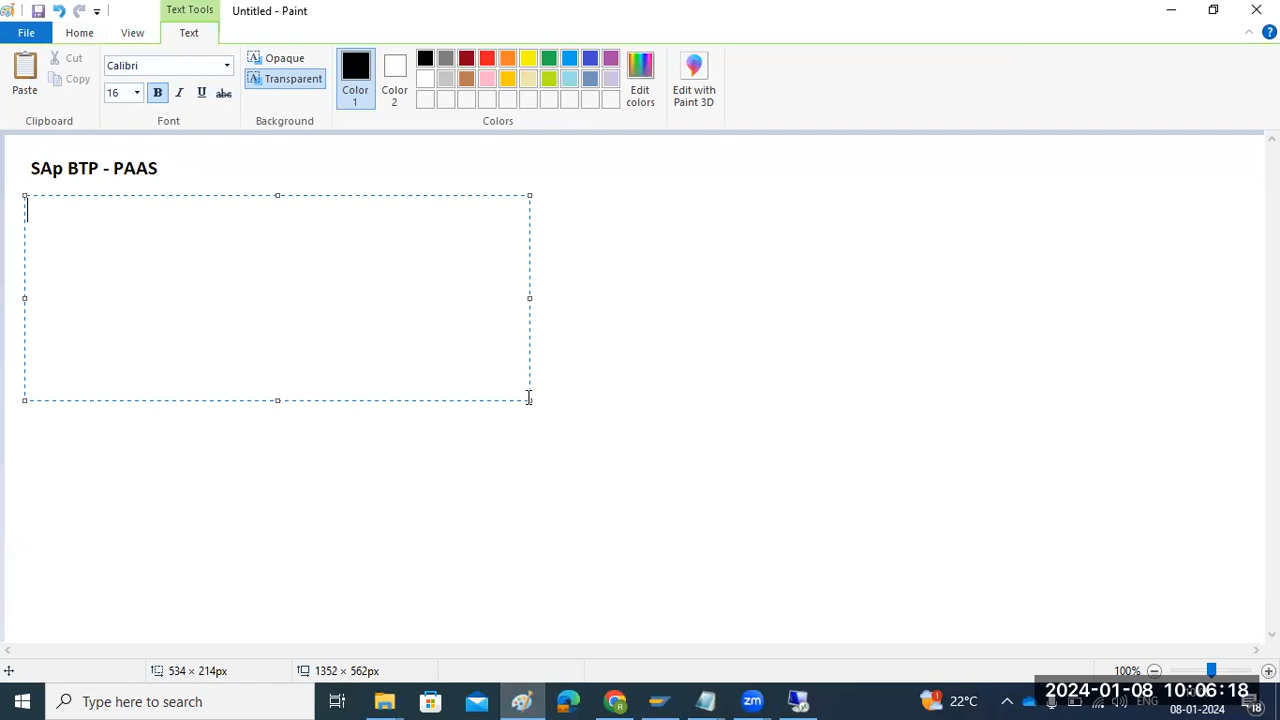 Text Tools
Untitled - Paint
File
Home
View
Text
Paste
Cut
Copy
Clipboard
Calibri
16
B
I
U
abc
Font
Opaque
Transparent
Background
Color
1
Color
2
Edit
colors
Colors
Edit with
Paint 3D
SAp BTP - PAAS
534 × 214px
1352 × 562px
100%
Type here to search
22°C
ENG
2024-01-08 10:06:18
08-01-2024
18